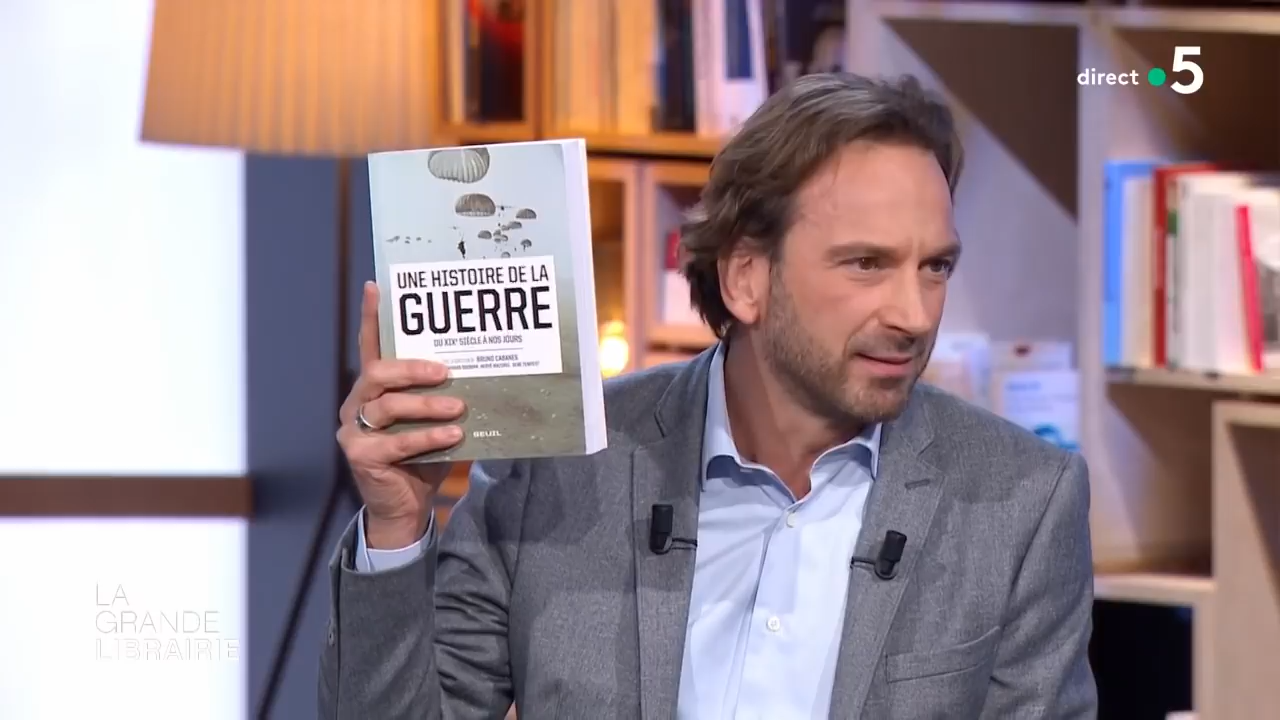 direct 5
UNE HISTOIRE DE LA
GUERRE
DU XIXᵉ SIÈCLE À NOS JOURS
BRUNO CABANES
SEUIL
LA
GRANDE
LIBRAIRIE